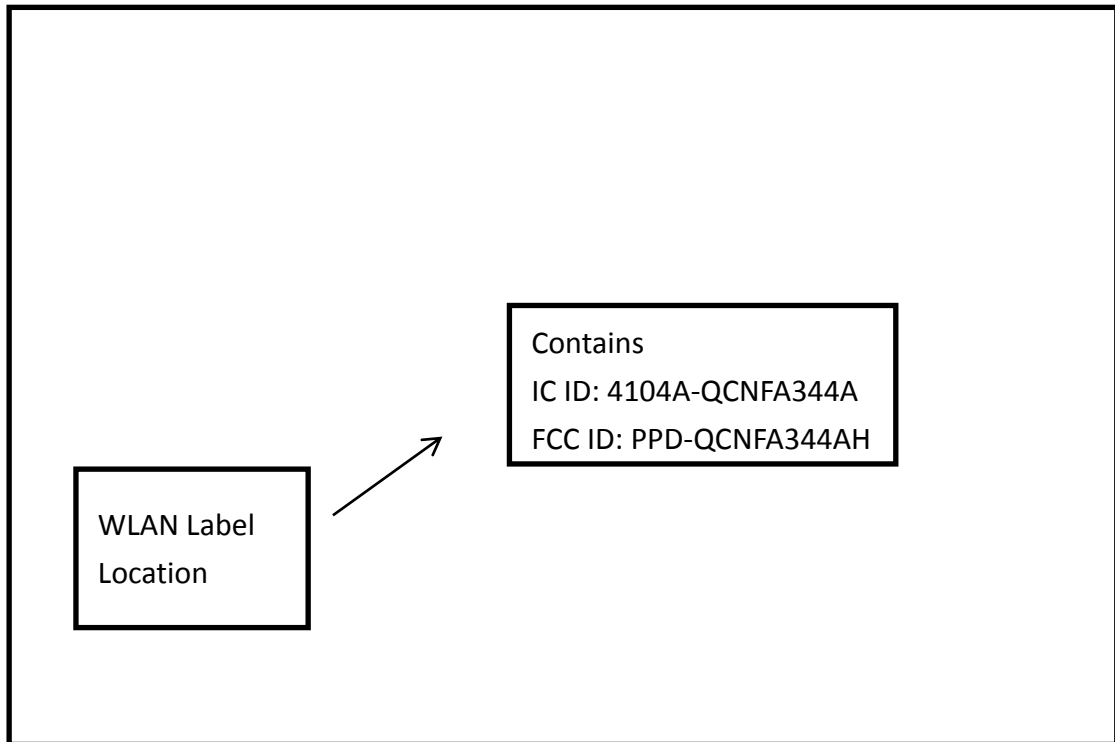 Contains
IC ID: 4104A-QCNFA344A
FCC ID: PPD-QCNFA344AH
WLAN Label
Location